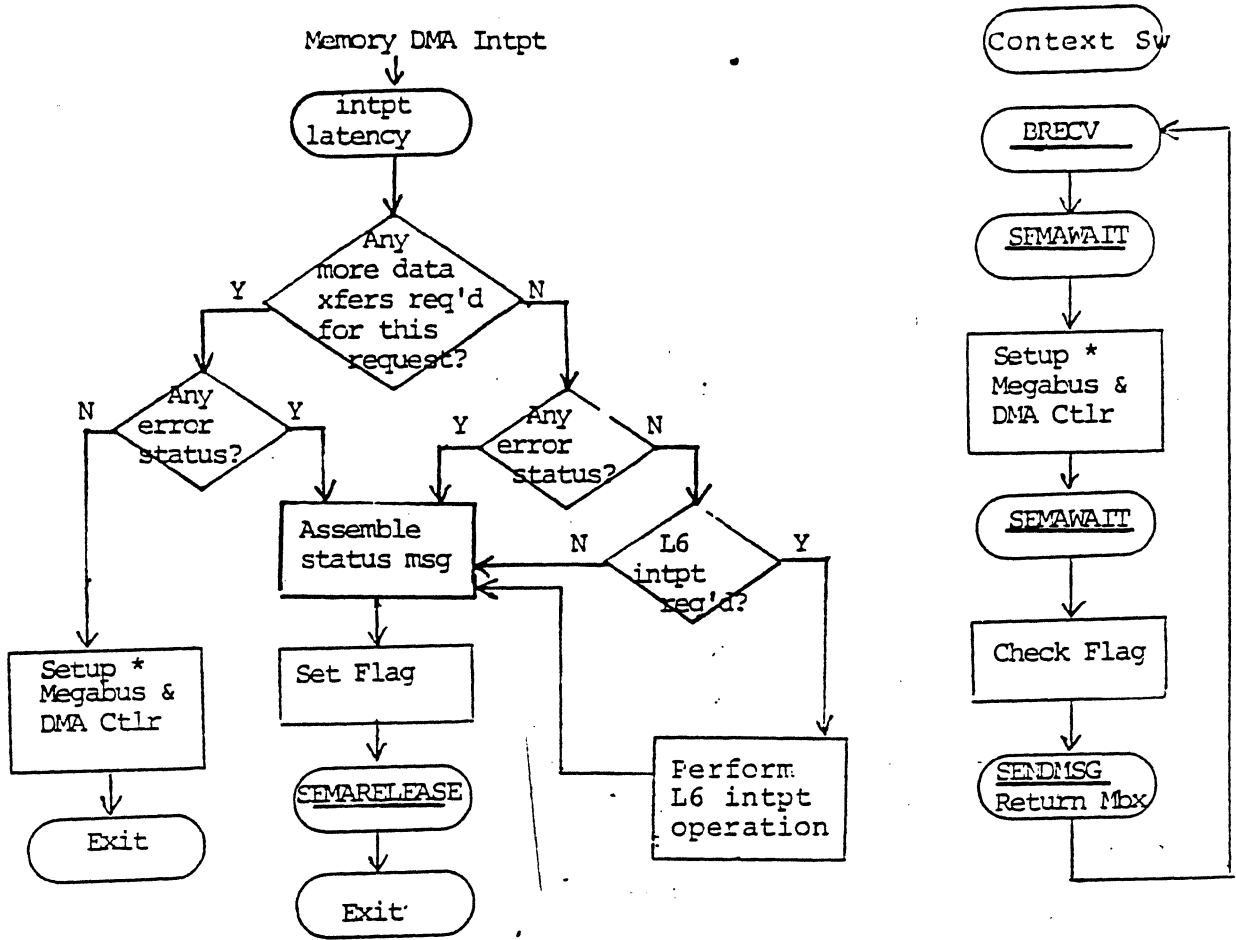 Memory DMA Intpt
intpt
latency
Any
more data
xfers req'd
for this
request?
Y
N
Any
error
status?
N
Y
Any
error
status?
Y
N
Assemble
status msg
L6
intpt
req'd?
N
Y
Setup *
Megabus &
DMA Ctlr
Set Flag
Perform
L6 intpt
operation
SEMARELEASE
Exit
Exit
Context Sw
BRECV
SEMAWAIT
Setup *
Megabus &
DMA Ctlr
SEMAWAIT
Check Flag
SENDMSG
Return Mbx